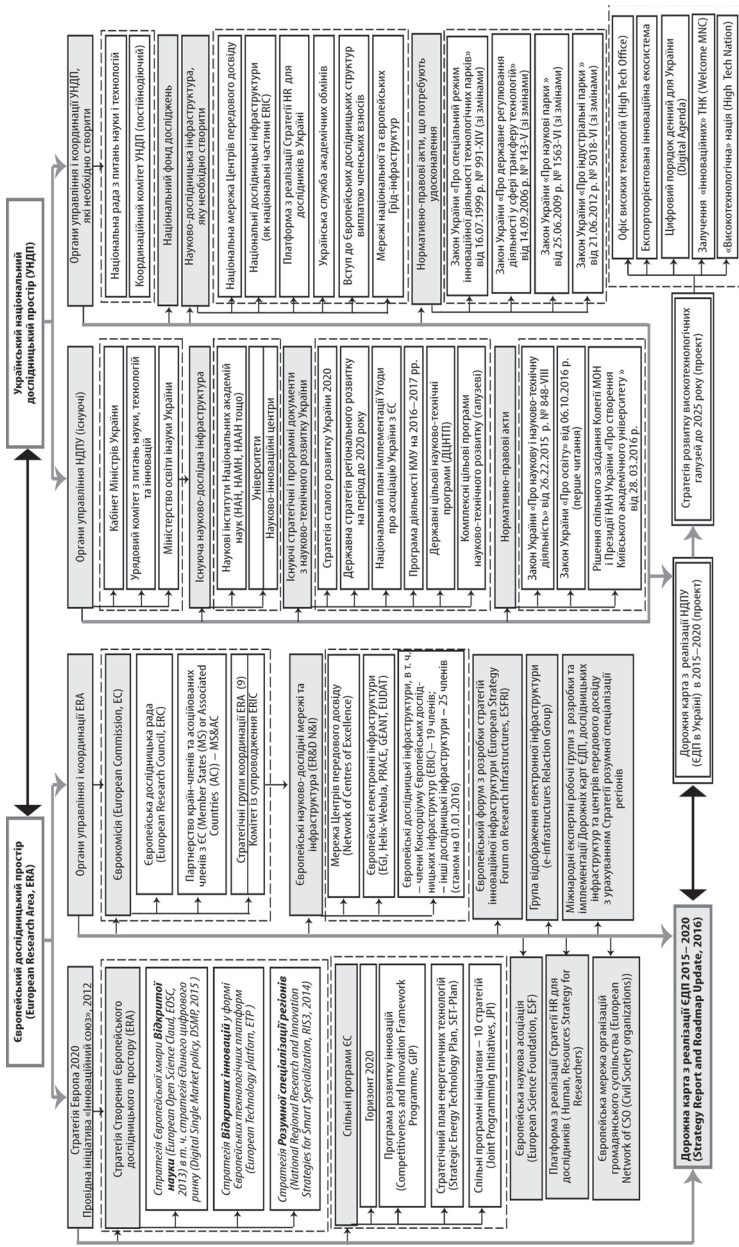 Європейський дослідницький простір
(European Research Area, ERA)
Стратегія Європа 2020
Провідна ініціатива «Інноваційний союз», 2012
Стратегія Створення Європейського
дослідницького простору (ERA)
Стратегія Європейської хмари Відкритої
науки (European Open Science Claud, EOSC,
2013) в т. ч. стратегія Єдиного цифрового
ринку (Digital Single Market policy, DSMP, 2015 )
Стратегія Відкритих інновацій у формі
Європейських технологічних платформ
(European Technology platform, ETP )
Стратегія Розумної спеціалізації регіонів
(National Regional Research and Innovation
Strategies for Smart Specialization, RIS3, 2014)
Спільні програми ЄС
Горизонт 2020
Програма розвитку інновацій
(Competitiveness and Innovation Framework
Programme, GIP)
Стратегічний план енергетичних технологій
(Strategic Energy Technology Plan, SET-Plan)
Спільні програмні ініціативи – 10 стратегій
(Joint Programming Initiatives, JPI)
Європейська наукова асоціація
(European Science Foundation, ESF)
Платформа з реалізації Стратегії HR для
дослідників ( Human, Resources Strategy for
Researchers)
Європейська мережа організацій
громадянського суспільства (European
Network of CSO (Civil Society organizations))
Органи управління і координації ERA
Єврокомісія (European Commission, EC)
Європейська дослідницька рада
(European Research Council, ERC)
Партнерство країн-членів та асоційованих
членів з ЄС (Member States (MS) or Associated
Countries (AC)) – MS&AC
Стратегічні групи координації ERA (9)
Комітет із супроводження ERIC
Європейські науково-дослідні мережі та
інфраструктура (ER&D N&I)
Мережа Центрів передового досвіду
(Network of Centres of Excellence)
Європейські електронні інфраструктури
(EGI, Helix-Webula, PRACE, GEANT, EUDAT)
Європейські дослідницькі інфраструктури, в т. ч.
– члени Консорціуму Європейських дослід-
ницьких інфраструктур (ERIC)– 19 членів;
– інші дослідницькі інфраструктури – 25 членів
(станом на 01.01.2016)
Європейський форум з розробки стратегій
інноваційної інфраструктури (European Strategy
Forum on Research Infrastructures, ESFRI)
Група відображення електронної інфраструктури
(e-Infrastructures Relaction Group)
Міжнародні експертні робочі групи з розробки та
імплементації Дорожніх карт ЄДП, дослідницьких
інфраструктур та центрів передового досвіду
з урахуванням Стратегії розумної спеціалізації
регіонів
Дорожна карта з реалізації ЄДП 2015– 2020
(Strategy Report and Roadmap Update, 2016)
Український національний
дослідницький простір (УНДП)
Органи управління НДПУ (існуючі)
Кабінет Міністрів України
Урядовий комітет з питань науки, технологій
та інновацій
Міністерство освіти інауки України
Існуюча науково-дослідна інфраструктура
Наукові інститути Національних академій
наук (НАН, НАМН, НААН тощо)
Університети
Науково-інноваційні центри
Існуючі стратегічні і програмні документи
з науково-технічного розвитку України
Стратегія сталого розвитку України 2020
Державна стратегія регіонального розвитку
на період до 2020 року
Національний план імплементації Угоди
про асоціацію України з ЄС
Програма діяльності КМУ на 2016–2017 рр.
Державні цільові науково-технічні
програми (ДЦНТП)
Комплексні цільові програми
науково-технічного розвитку (галузеві)
Нормативно-правові акти
Закон України «Про наукову і науково-технічну
діяльність» від 26.22.2015 р. № 848-VIII
Закон України «Про освіту» від 06.10.2016 р.
(перше читання)
Рішення спільного засідання Колегії МОН
і Президії НАН України «Про створення
Київського академічного університету »
від 28. 03.2016 р.
Дорожня карта з реалізації НДПУ
(ЄДП в Україні) в 2015–2020 (проект)
Органи управління і координації УНДП,
які необхідно створити
Національна рада з питань науки і технологій
Координаційний комітет УНДП (постійнодіючий)
Національний фонд досліджень
Науково-дослідницька інфраструктура,
яку необхідно створити
Національна мережа Центрів передового досвіду
Національні дослідницькі інфраструктури
(як національні частини ERIC)
Платформа з реалізації Стратегії HR для
дослідників в Україні
Українська служба академічних обмінів
Вступ до Європейських дослідницьких структур
виплатою членських взносів
Мережі національної та європейських
Грід-інфраструктур
Нормативно-правові акти, що потребують
удосконалення
Закон України «Про спеціальний режим
інноваційної діяльності технологічних парків»
від 16.07.1999 р. № 991-XIV (зі змінами)
Закон України «Про державне регулювання
діяльності у сфері трансферу технологій»
від 14.09.2006 р. № 143-V (зі змінами)
Закон України «Про наукові парки »
від 25.06.2009 р. № 1563-VI (зі змінами)
Закон України «Про індустріальні парки »
від 21.06.2012 р. № 5018-VI (зі змінами)
Стратегія розвитку високотехнологічних
галузей до 2025 року (проект)
Офіс високих технологій (High Tech Office)
Експортоорієнтована інноваційна екосистема
Цифровий порядок денний для України
(Digital Agenda)
Залучення «інноваційних» ТНК (Welcome MNC)
«Високотехнологічна» нація (High Tech Nation)